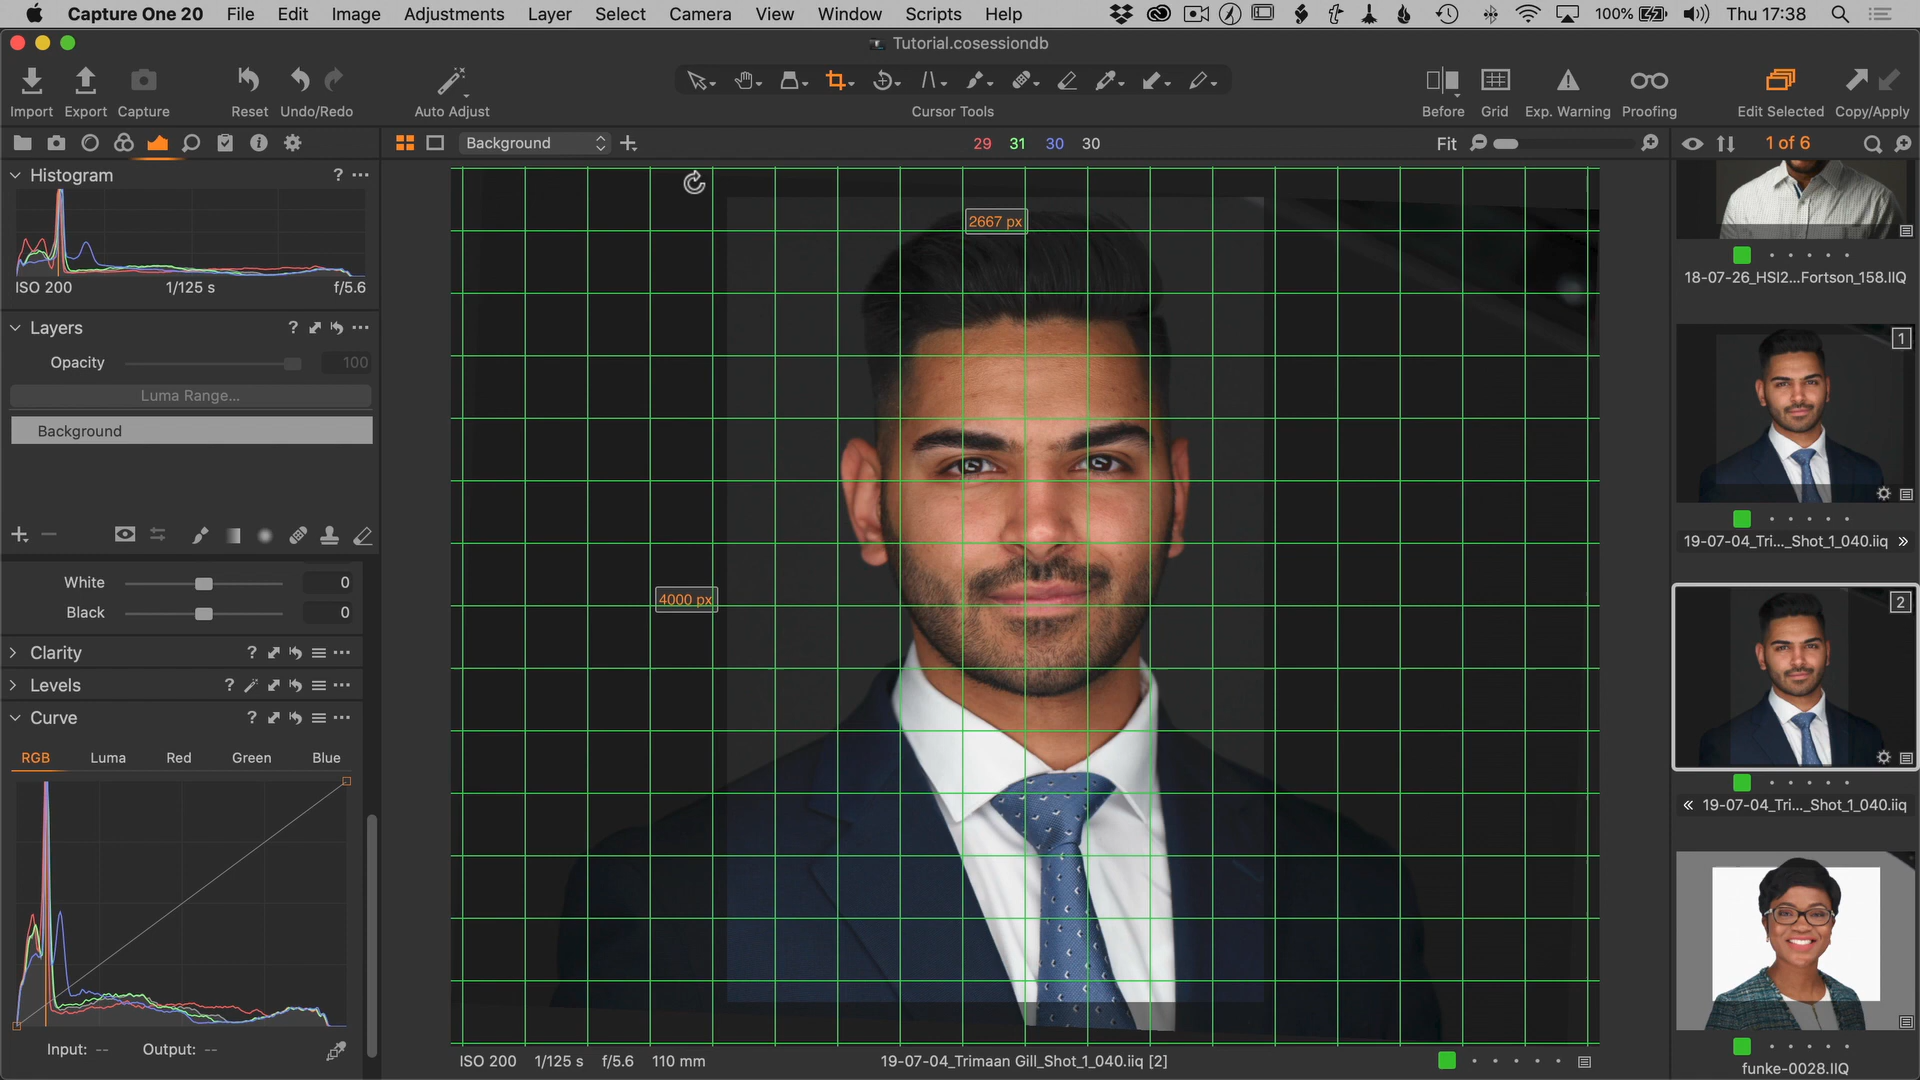 Capture One 20 File Edit Image Adjustments Layer Select Camera View Window Scripts Help 100% Thu 17:38
Tutorial.cosessiondb
Import Export Capture Reset Undo/Redo Auto Adjust Cursor Tools Before Grid Exp. Warning Proofing Edit Selected Copy/Apply
Background 29 31 30 30 Fit 1 of 6
Histogram
ISO 200 1/125 s f/5.6
Layers
Opacity 100
Luma Range...
Background
White 0
Black 0
Clarity
Levels
Curve
RGB Luma Red Green Blue
Input: -- Output: --
2667 px
4000 px
ISO 200 1/125 s f/5.6 110 mm 19-07-04_Trimaan Gill_Shot_1_040.iiq [2]
18-07-26_HSI2...Fortson_158.IIQ
1
19-07-04_Tri..._Shot_1_040.iiq »
2
« 19-07-04_Tri..._Shot_1_040.iiq
funke-0028.IIQ